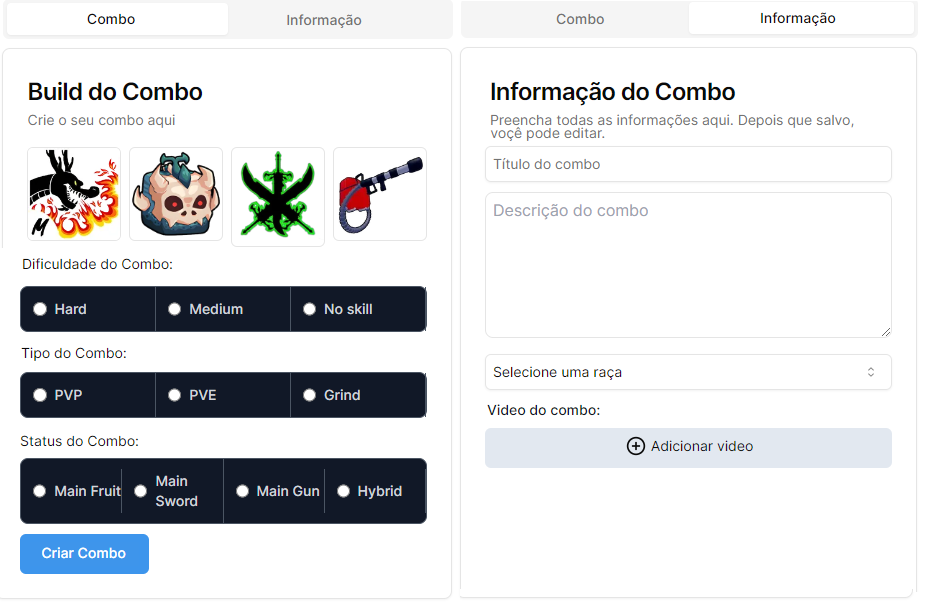 Combo
Informação
Build do Combo
Crie o seu combo aqui
Dificuldade do Combo:
Hard
Medium
No skill
Tipo do Combo:
PVP
PVE
Grind
Status do Combo:
Main Fruit
Main
Sword
Main Gun
Hybrid
Criar Combo
Combo
Informação
Informação do Combo
Preencha todas as informações aqui. Depois que salvo,
voçê pode editar.
Título do combo
Descrição do combo
Selecione uma raça
Video do combo:
Adicionar video